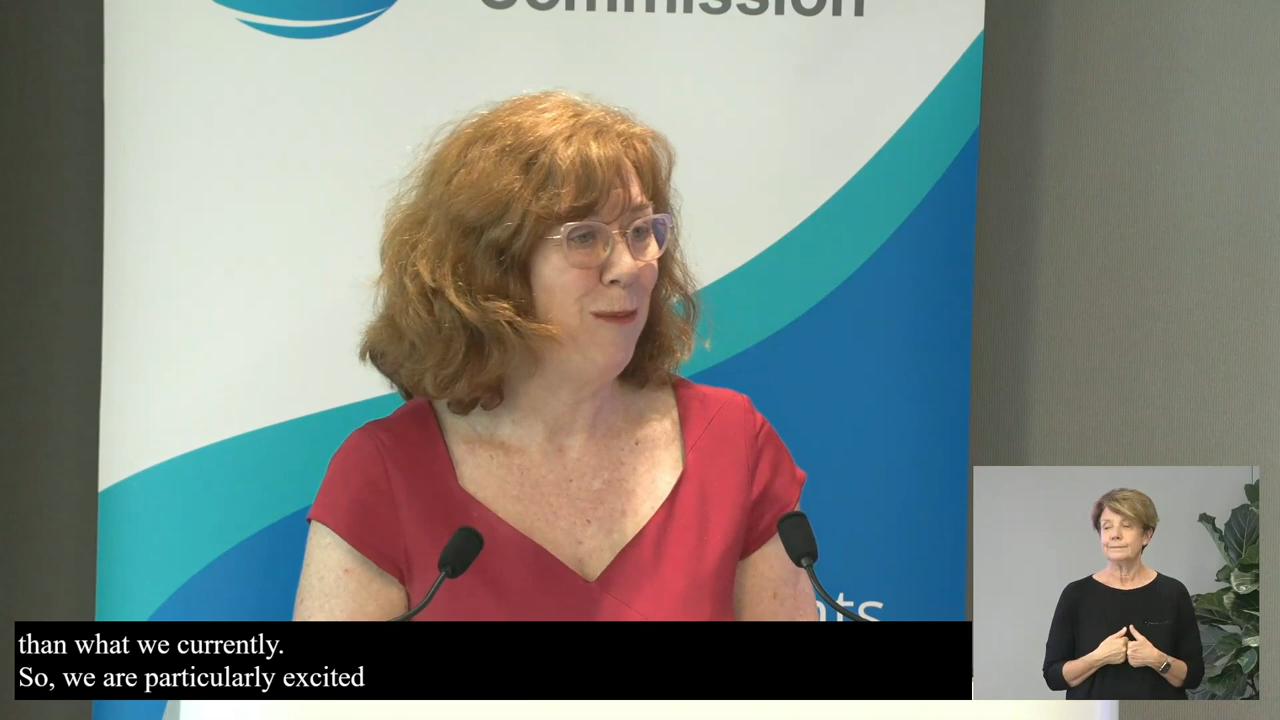 Commission
than what we currently.
So, we are particularly excited